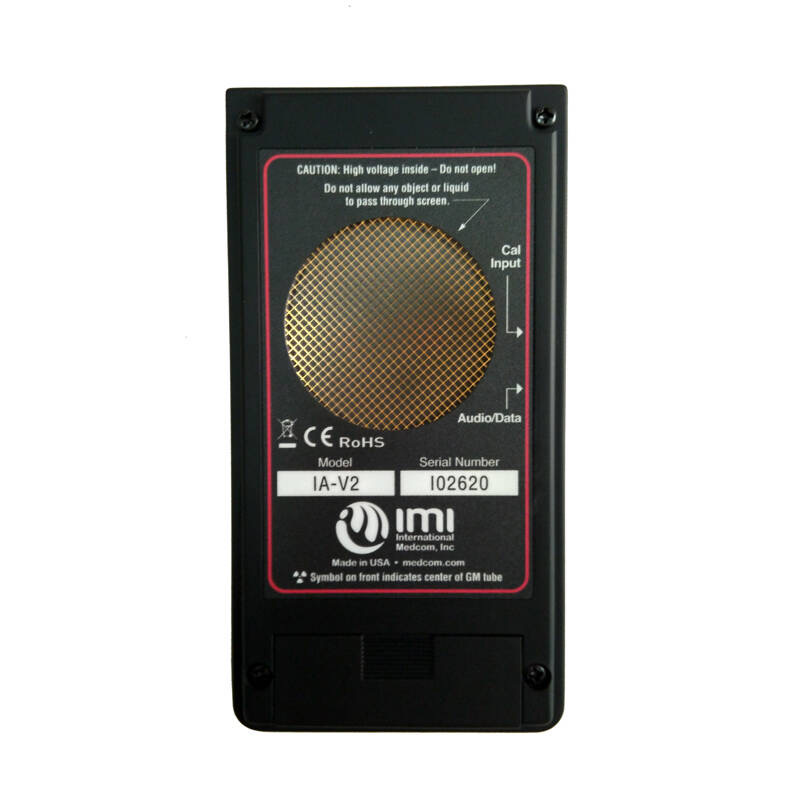 CAUTION: High voltage inside – Do not open!
Do not allow any object or liquid
to pass through screen.
Cal
Input
Audio/Data
CE RoHS
Model
Serial Number
IA-V2
I02620
IMI
International
Medcom, Inc
Made in USA • medcom.com
Symbol on front indicates center of GM tube